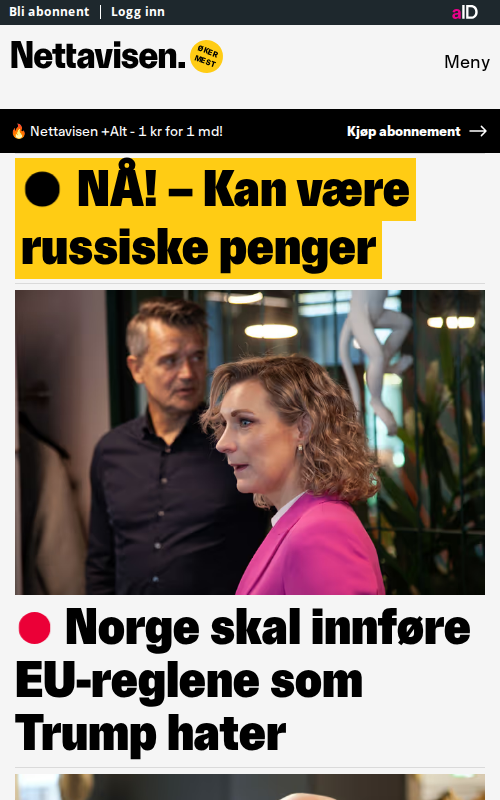 Bli abonnent | Logg inn
aID
Nettavisen.
ØKER
MEST
Meny
🔥 Nettavisen +Alt - 1 kr for 1 md!
Kjøp abonnement →
● NÅ! – Kan være
russiske penger
● Norge skal innføre
EU-reglene som
Trump hater